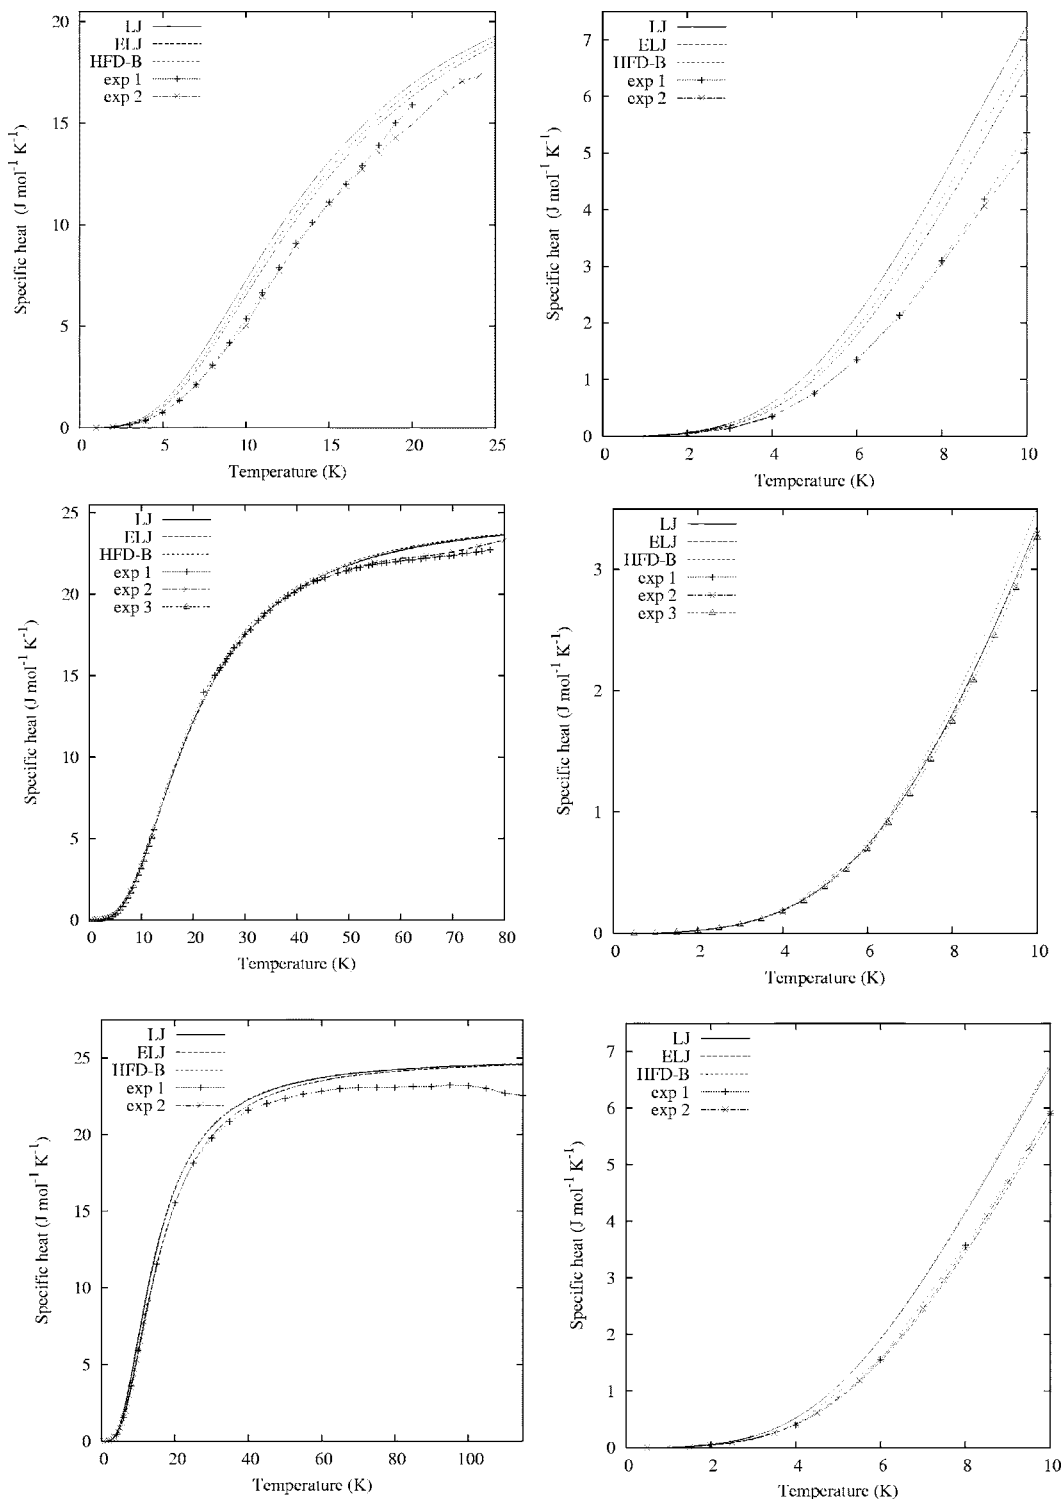 20
15
10
5
0
0 5 10 15 20 25
Specific heat (J mol⁻¹ K⁻¹)
Temperature (K)
LJ
ELJ
HFD-B
exp 1
exp 2
7
6
5
4
3
2
1
0
0 2 4 6 8 10
Specific heat (J mol⁻¹ K⁻¹)
Temperature (K)
LJ
ELJ
HFD-B
exp 1
exp 2
25
20
15
10
5
0
0 10 20 30 40 50 60 70 80
Specific heat (J mol⁻¹ K⁻¹)
Temperature (K)
LJ
ELJ
HFD-B
exp 1
exp 2
exp 3
3
2
1
0
0 2 4 6 8 10
Specific heat (J mol⁻¹ K⁻¹)
Temperature (K)
LJ
ELJ
HFD-B
exp 1
exp 2
exp 3
25
20
15
10
5
0
0 20 40 60 80 100
Specific heat (J mol⁻¹ K⁻¹)
Temperature (K)
LJ
ELJ
HFD-B
exp 1
exp 2
7
6
5
4
3
2
1
0
0 2 4 6 8 10
Specific heat (J mol⁻¹ K⁻¹)
Temperature (K)
LJ
ELJ
HFD-B
exp 1
exp 2